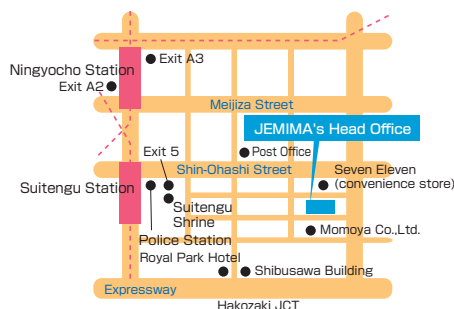 Exit A3
Ningyocho Station
Exit A2
Meijiza Street
JEMIMA's Head Office
Exit 5
Post Office
Shin-Ohashi Street
Seven Eleven
(convenience store)
Suitengu Station
Suitengu
Shrine
Momoya Co.,Ltd.
Police Station
Royal Park Hotel
Shibusawa Building
Expressway
Hakozaki JCT